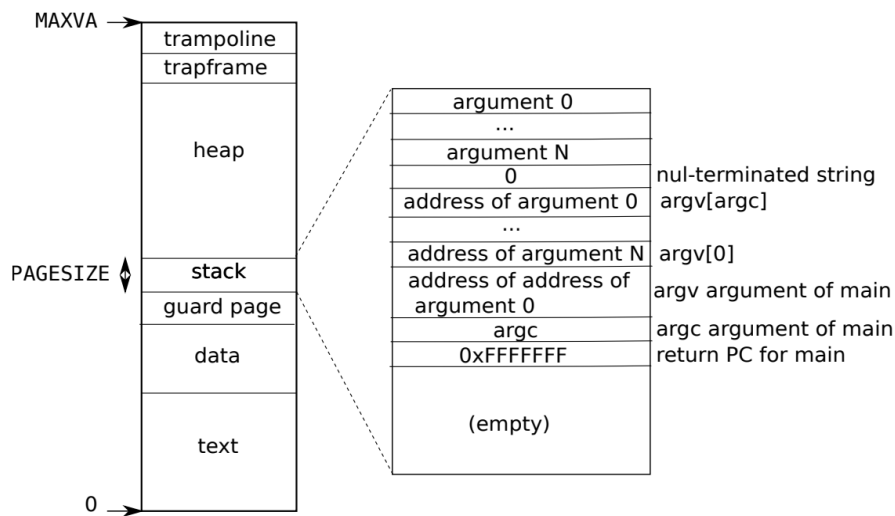 MAXVA
trampoline
trapframe
heap
PAGESIZE
stack
guard page
data
text
0
argument 0
...
argument N
0
nul-terminated string
address of argument 0
argv[argc]
...
address of argument N
argv[0]
address of address of
argument 0
argv argument of main
argc
argc argument of main
0xFFFFFFF
return PC for main
(empty)